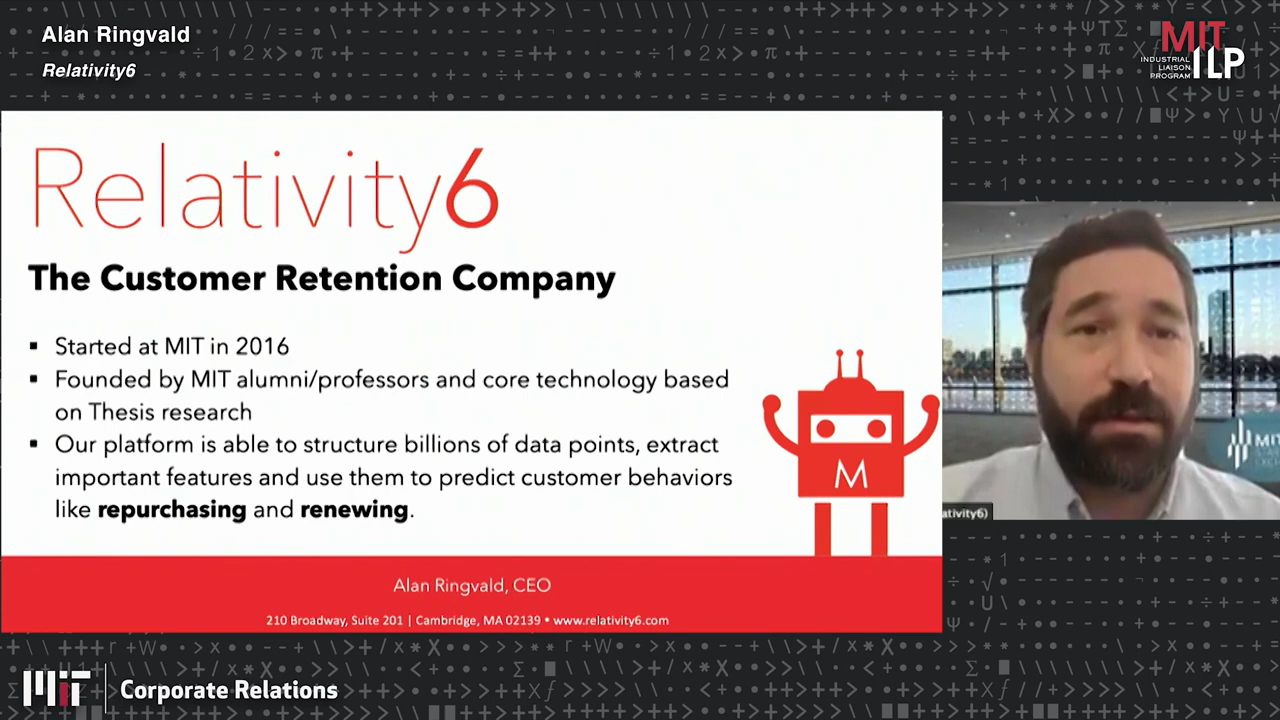 Alan Ringvald
Relativity6
MIT
INDUSTRIAL
LIAISON
PROGRAM
ILP
Relativity6
The Customer Retention Company
▪ Started at MIT in 2016
▪ Founded by MIT alumni/professors and core technology based
on Thesis research
▪ Our platform is able to structure billions of data points, extract
important features and use them to predict customer behaviors
like repurchasing and renewing.
M
MIT
ativity6)
Alan Ringvald, CEO
210 Broadway, Suite 201 | Cambridge, MA 02139 • www.relativity6.com
MIT
Corporate Relations